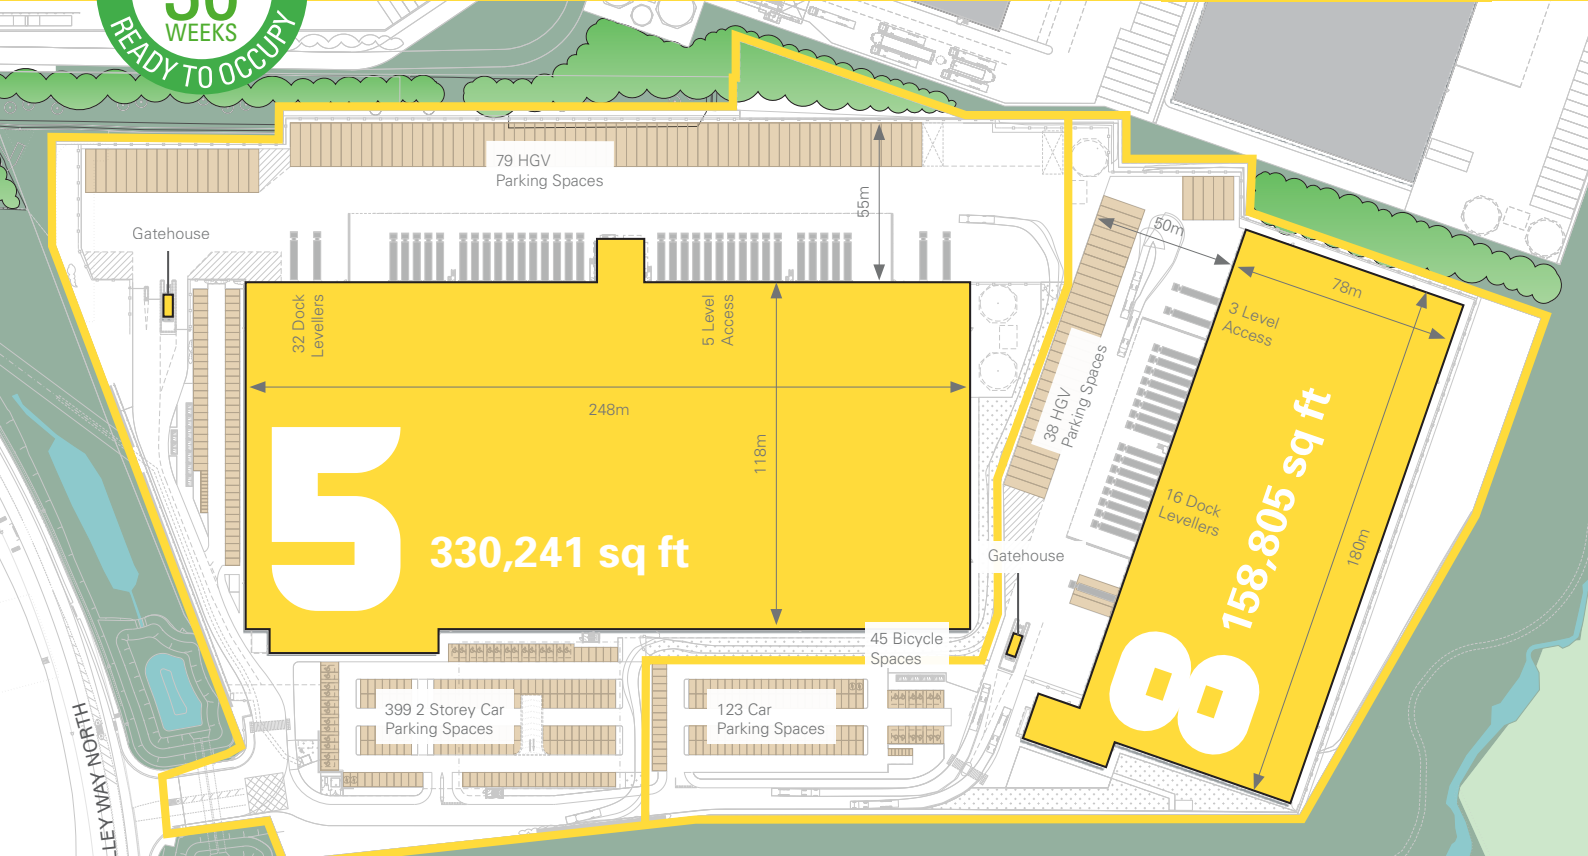 WEEKS
READY TO OCCUPY
79 HGV
Parking Spaces
55m
Gatehouse
50m
78m
32 Dock
Levellers
5 Level
Access
3 Level
Access
248m
118m
38 HGV
Parking Spaces
5
330,241 sq ft
158,805 sq ft
16 Dock
Levellers
180m
Gatehouse
45 Bicycle
Spaces
8
399 2 Storey Car
Parking Spaces
123 Car
Parking Spaces
LLEY WAY NORTH